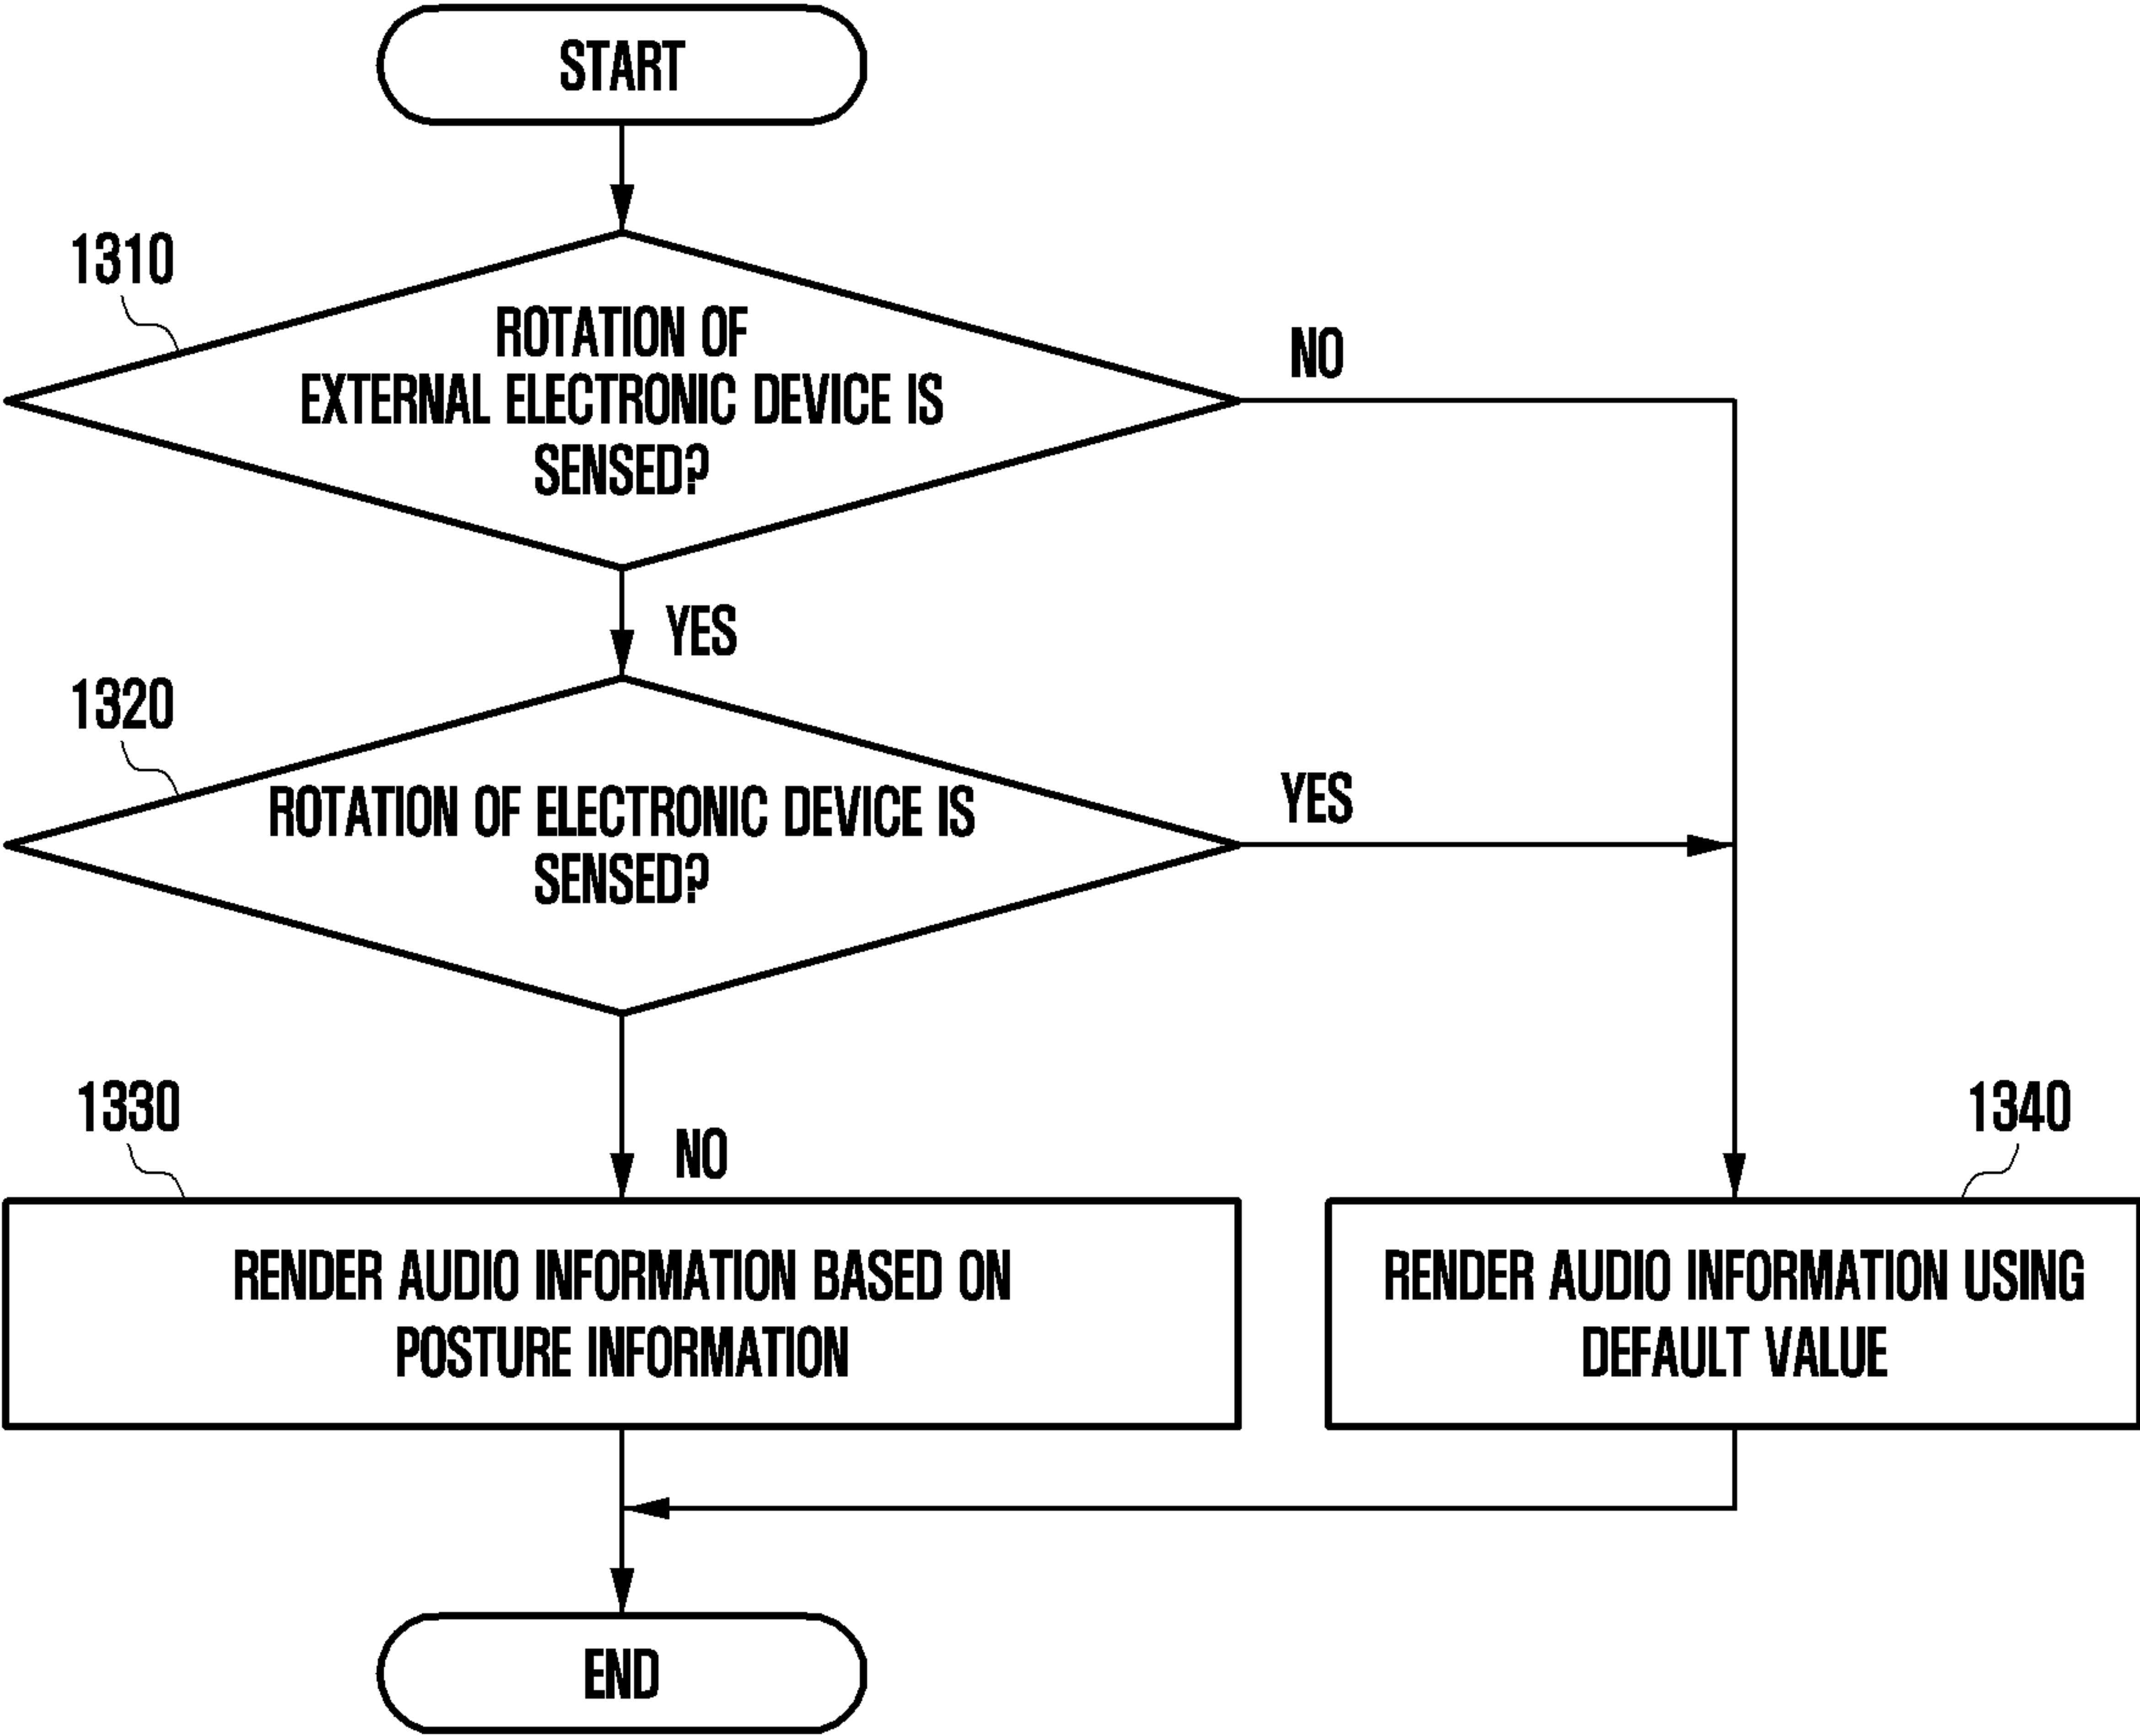 START
1310
ROTATION OF
EXTERNAL ELECTRONIC DEVICE IS
SENSED?
NO
YES
1320
ROTATION OF ELECTRONIC DEVICE IS
SENSED?
YES
NO
1330
RENDER AUDIO INFORMATION BASED ON
POSTURE INFORMATION
1340
RENDER AUDIO INFORMATION USING
DEFAULT VALUE
END